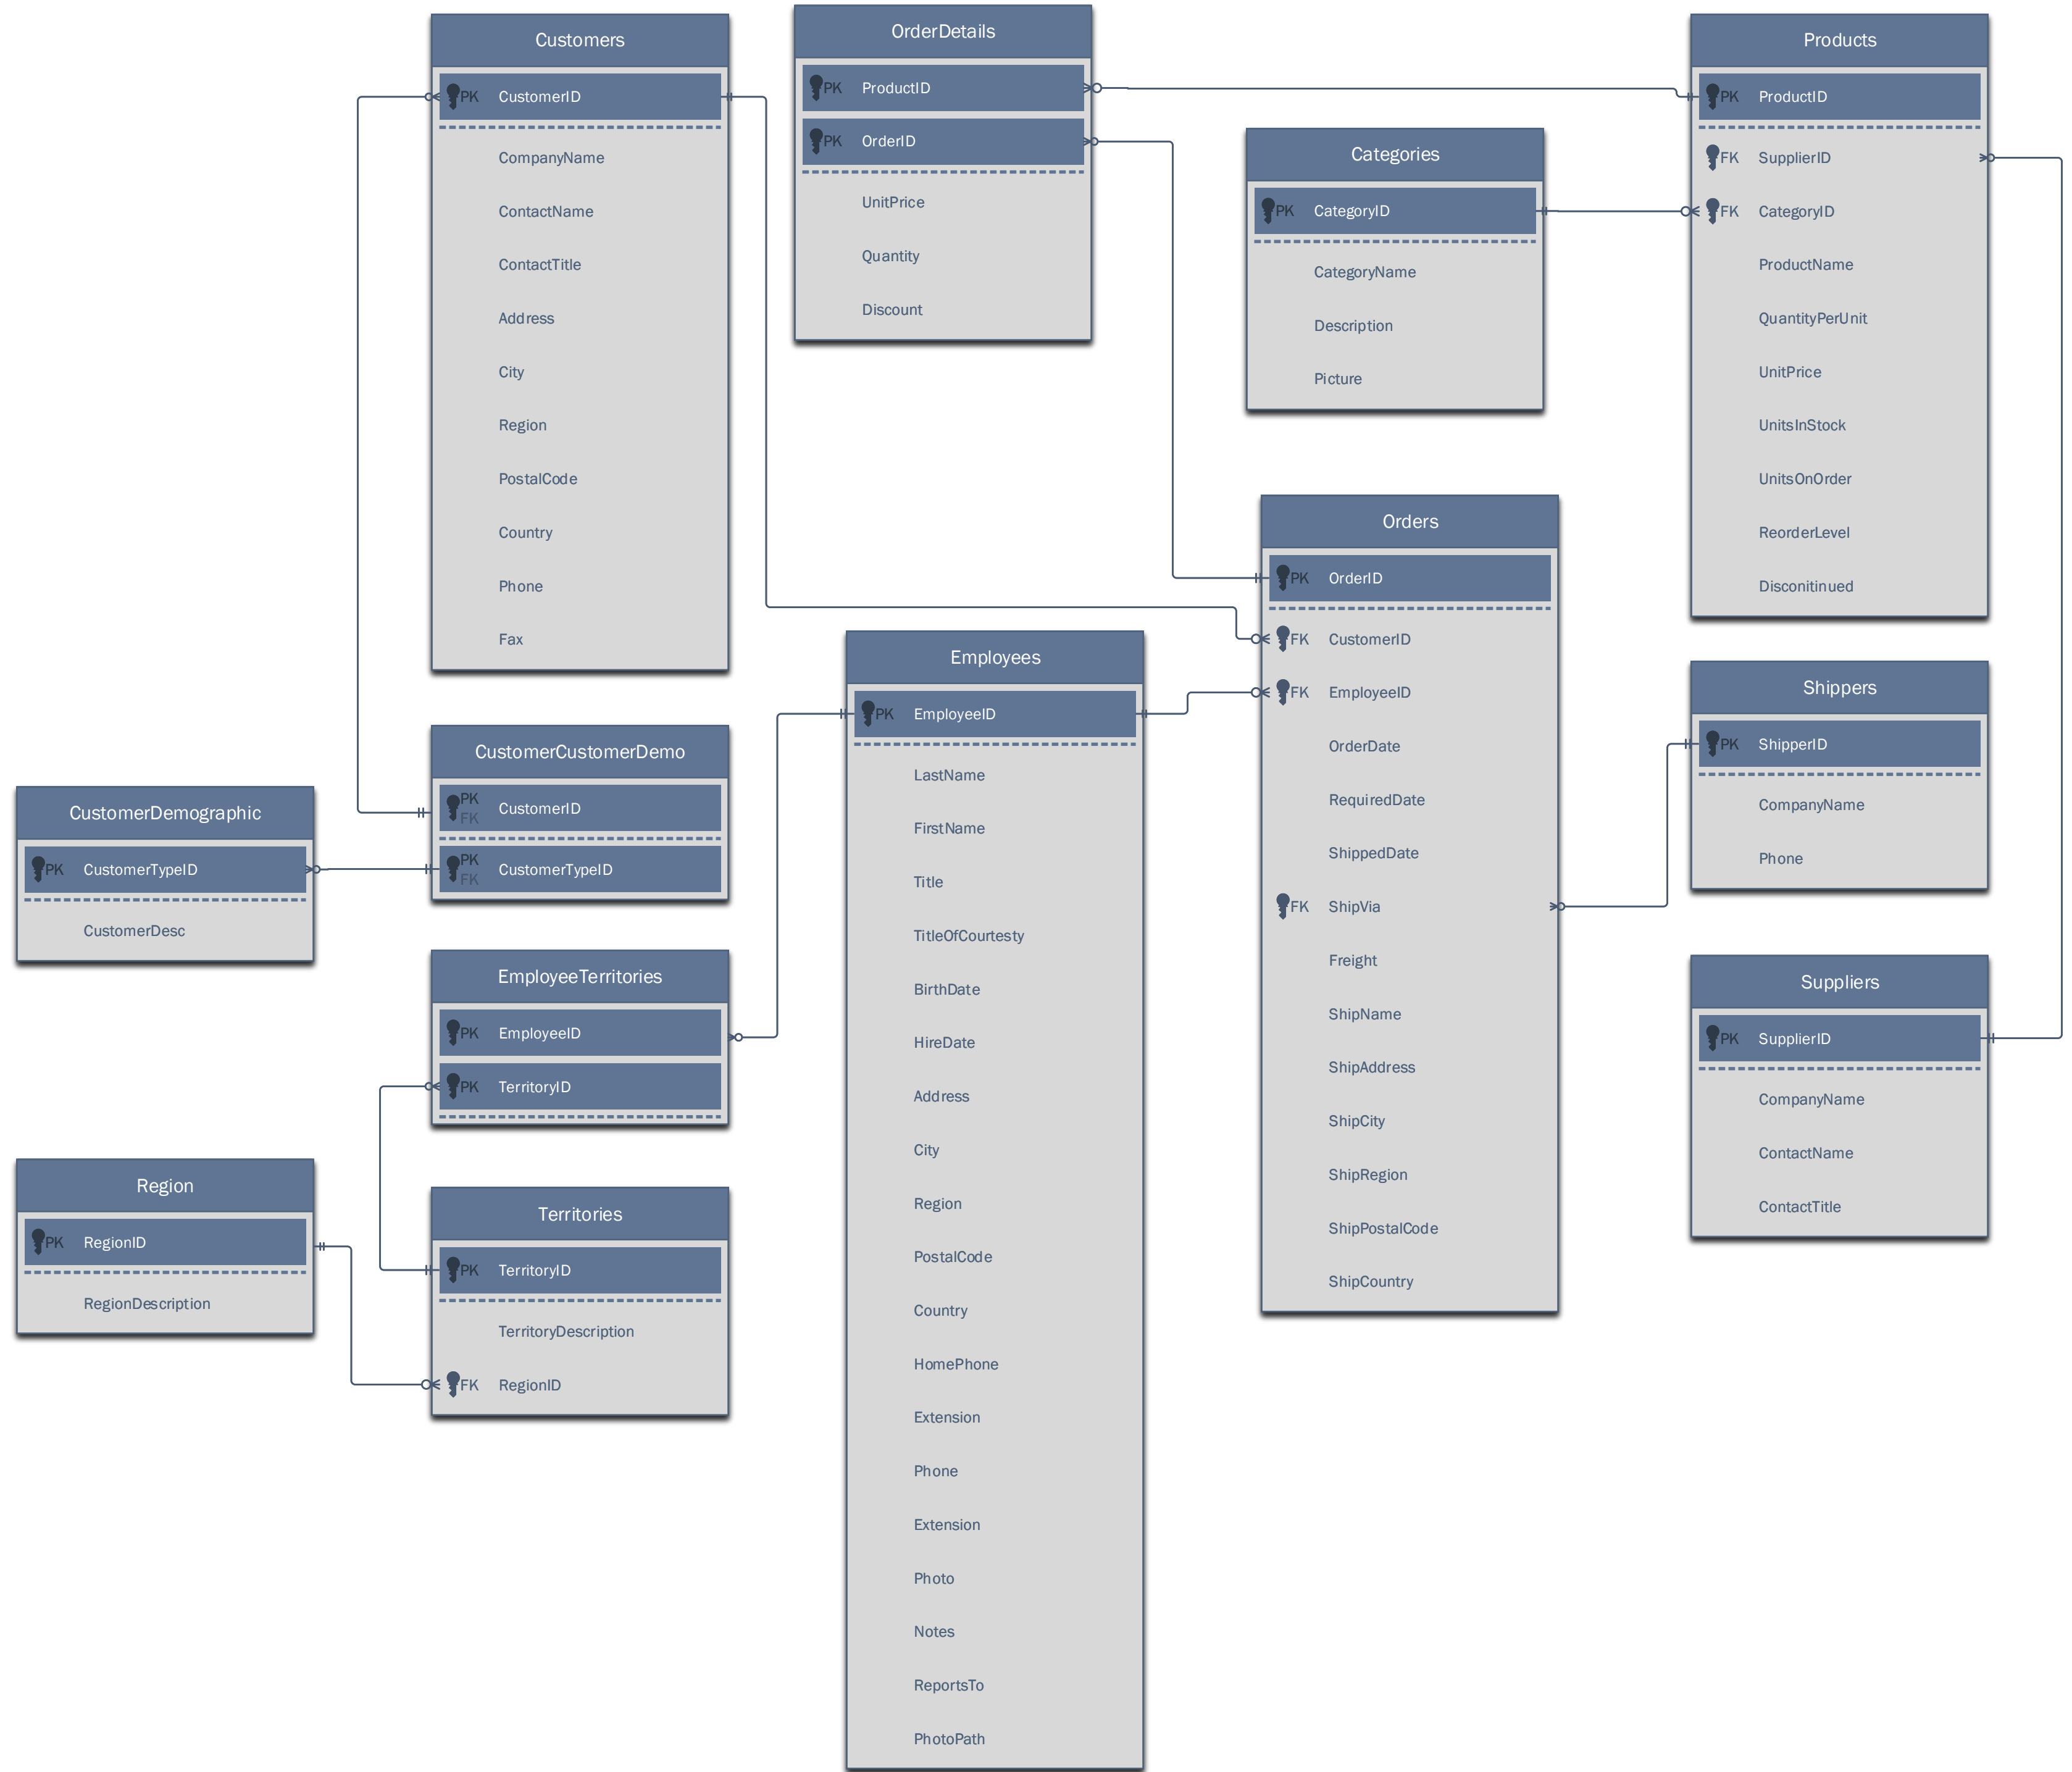 Customers
PK CustomerID
CompanyName
ContactName
ContactTitle
Address
City
Region
PostalCode
Country
Phone
Fax
OrderDetails
PK ProductID
PK OrderID
UnitPrice
Quantity
Discount
Categories
PK CategoryID
CategoryName
Description
Picture
Products
PK ProductID
FK SupplierID
FK CategoryID
ProductName
QuantityPerUnit
UnitPrice
UnitsInStock
UnitsOnOrder
ReorderLevel
Disconitinued
Orders
PK OrderID
FK CustomerID
FK EmployeeID
OrderDate
RequiredDate
ShippedDate
FK ShipVia
Freight
ShipName
ShipAddress
ShipCity
ShipRegion
ShipPostalCode
ShipCountry
Employees
PK EmployeeID
LastName
FirstName
Title
TitleOfCourtesty
BirthDate
HireDate
Address
City
Region
PostalCode
Country
HomePhone
Extension
Phone
Extension
Photo
Notes
ReportsTo
PhotoPath
Shippers
PK ShipperID
CompanyName
Phone
Suppliers
PK SupplierID
CompanyName
ContactName
ContactTitle
CustomerCustomerDemo
PK
FK CustomerID
PK
FK CustomerTypeID
CustomerDemographic
PK CustomerTypeID
CustomerDesc
EmployeeTerritories
PK EmployeeID
PK TerritoryID
Region
PK RegionID
RegionDescription
Territories
PK TerritoryID
TerritoryDescription
FK RegionID